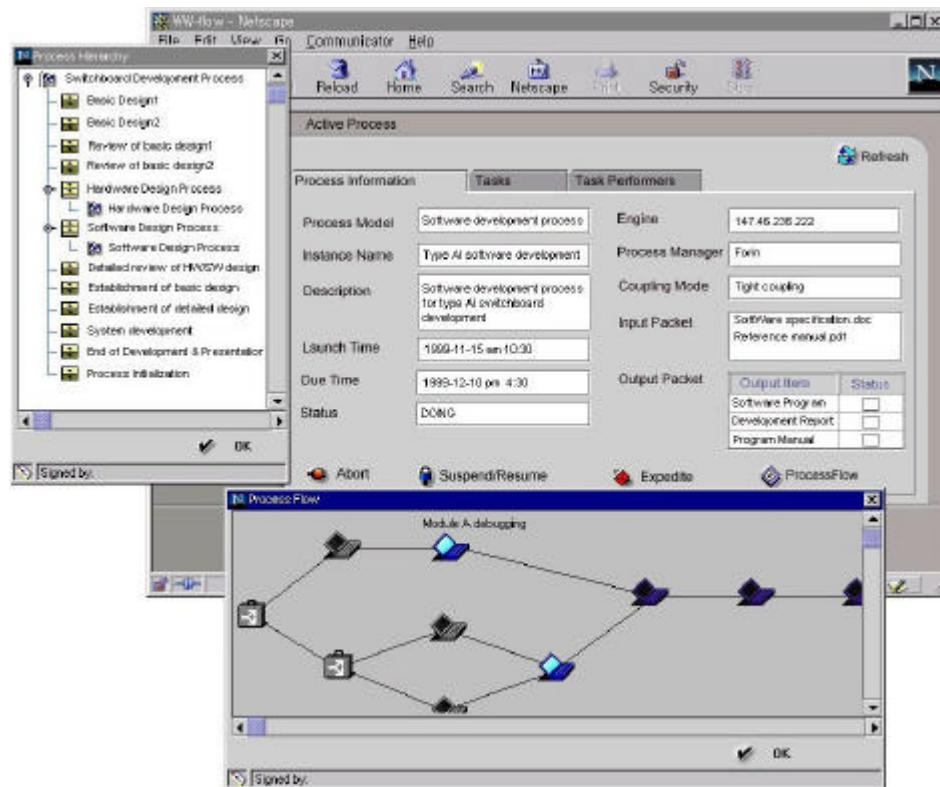 WW-flow - Netscape
File Edit View Go Communicator Help
Reload Home Search Netscape Print Security Stop
N
Process Hierarchy
Switchboard Development Process
Basic Design1
Basic Design2
Review of basic design1
Review of basic design2
Hardware Design Process
Hardware Design Process
Software Design Process
Software Design Process
Detailed review of HW/SW design
Establishment of basic design
Establishment of detailed design
System development
End of Development & Presentation
Process Initialization
OK
Signed by:
Active Process
Refresh
Process Information Tasks Task Performers
Process Model Software development process
Instance Name Type AI software development
Description Software development process
for type AI switchboard
development
Launch Time 1999-11-15 am 10:30
Due Time 1999-12-10 pm 4:30
Status DOING
Engine 147.46.236.222
Process Manager
Coupling Mode Tight coupling
Input Packet SoftWare specification.doc
Reference manual.pdf
Output Packet Output Item Status
Software Program
Development Report
Program Manual
Abort Suspend/Resume Expedite ProcessFlow
Process Flow
Module A debugging
OK
Signed by: